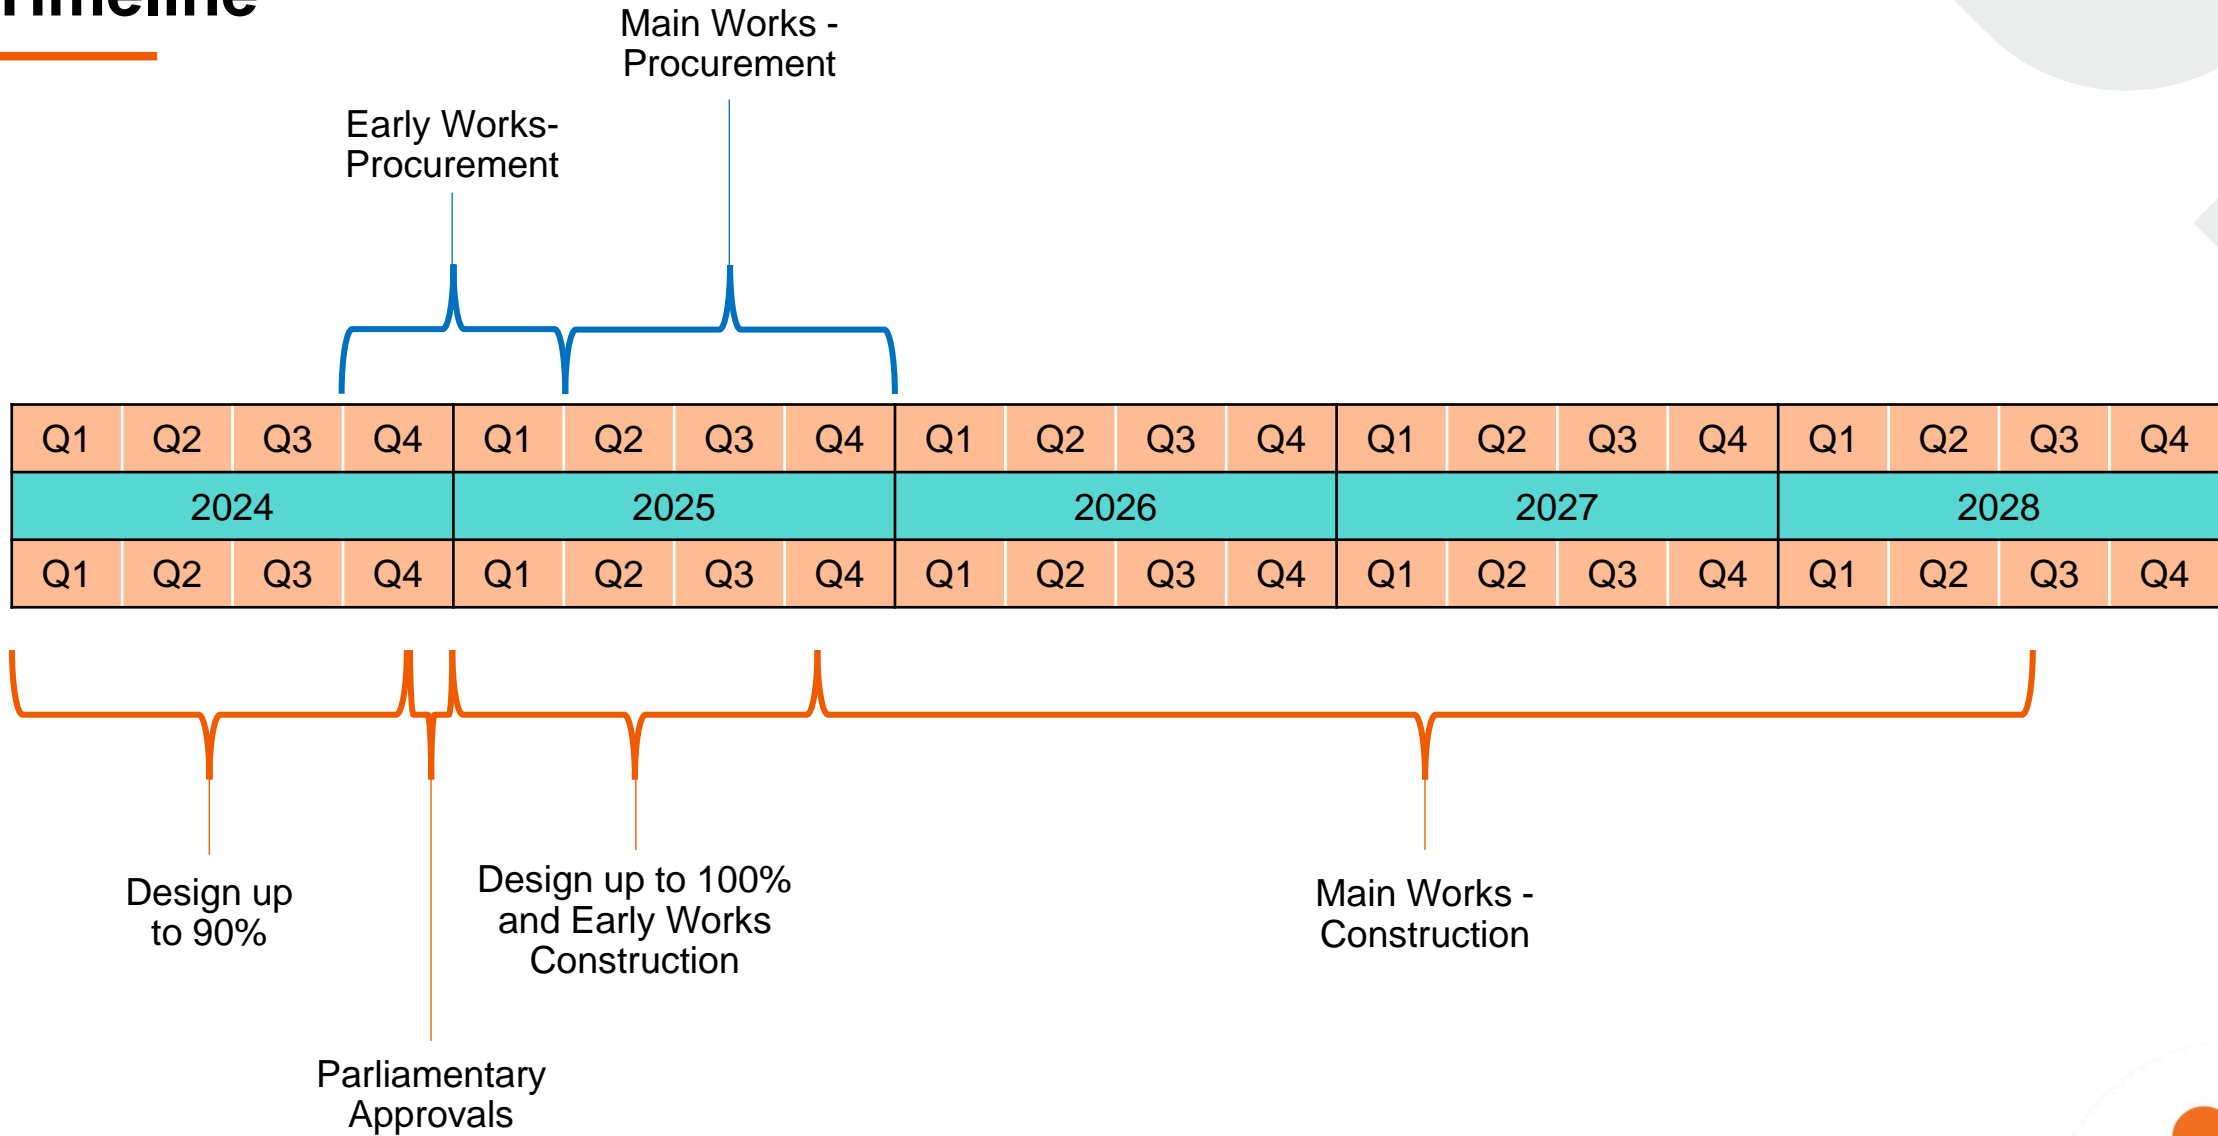 Timeline
Main Works -
Procurement
Early Works-
Procurement
Q1 Q2 Q3 Q4 Q1 Q2 Q3 Q4 Q1 Q2 Q3 Q4 Q1 Q2 Q3 Q4 Q1 Q2 Q3 Q4
2024 2025 2026 2027 2028
Q1 Q2 Q3 Q4 Q1 Q2 Q3 Q4 Q1 Q2 Q3 Q4 Q1 Q2 Q3 Q4 Q1 Q2 Q3 Q4
Design up
to 90%
Design up to 100%
and Early Works
Construction
Main Works -
Construction
Parliamentary
Approvals